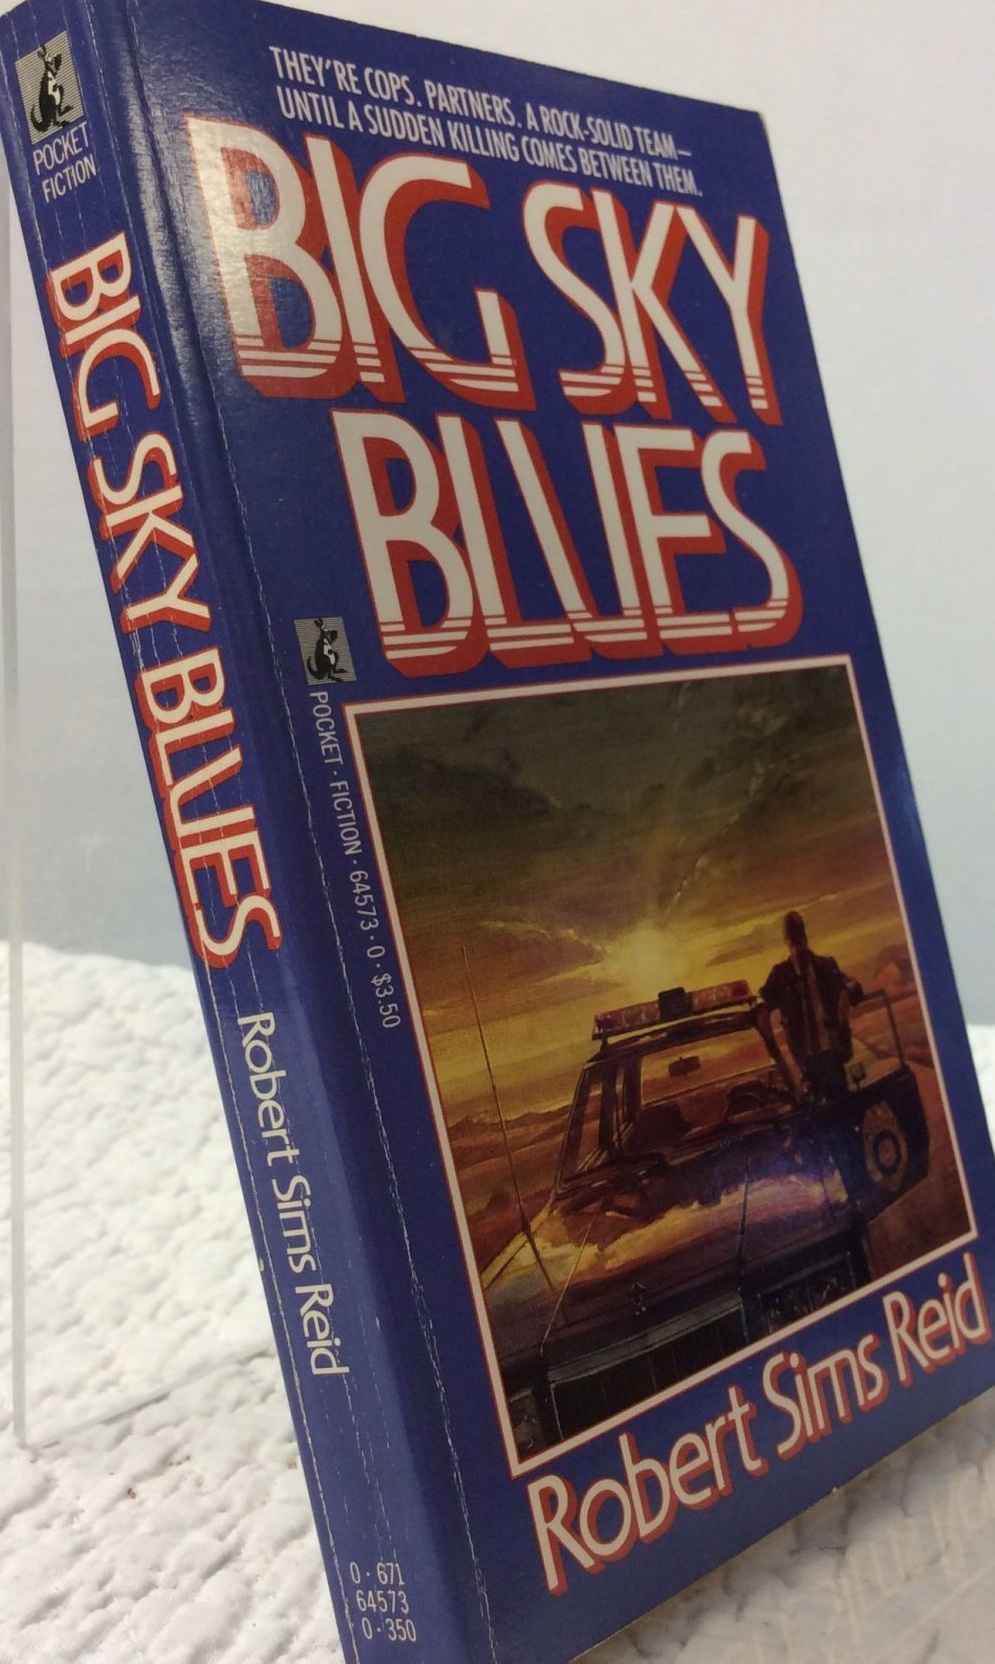 POCKET
FICTION
BIG SKY BLUES
Robert Sims Reid
0·671
64573
0·350
THEY'RE COPS. PARTNERS. A ROCK-SOLID TEAM—
UNTIL A SUDDEN KILLING COMES BETWEEN THEM.
BIG SKY
BLUES
POCKET·FICTION·64573·0·$3.50
Robert Sims Reid